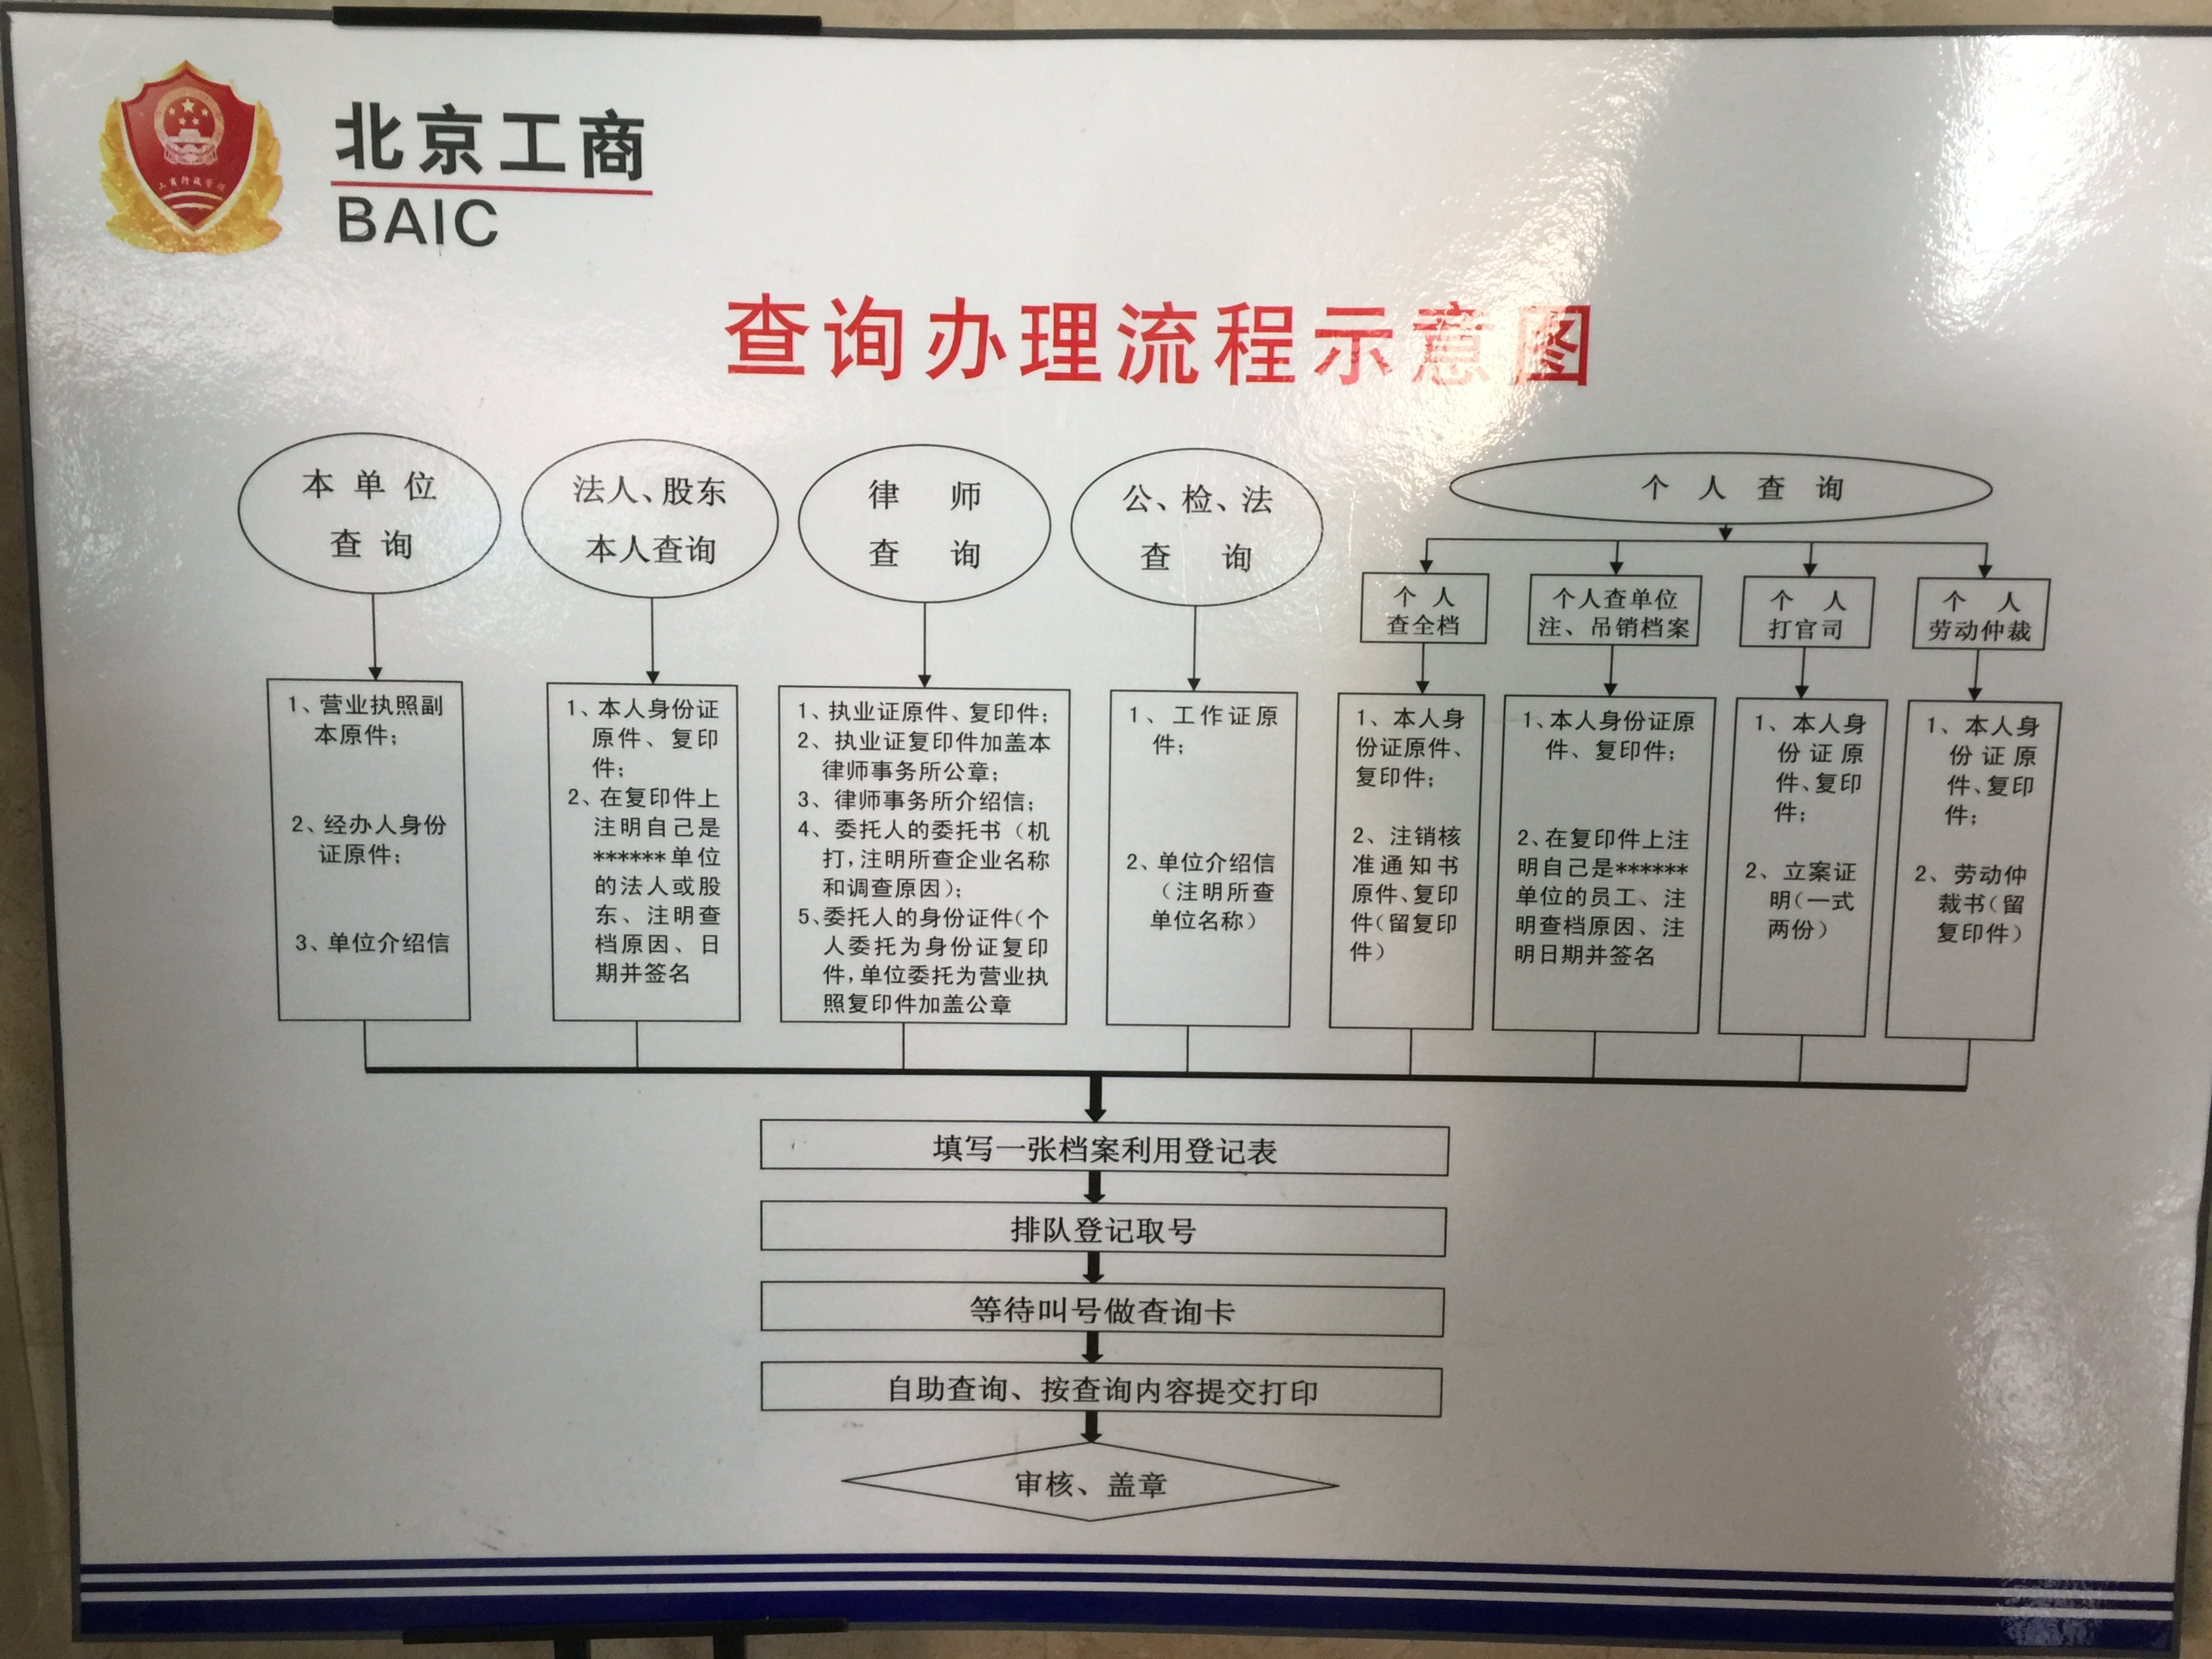 工商行政管理
北京工商
BAIC
查询办理流程示意图
本单位
查询
法人、股东
本人查询
律师
查询
公、检、法
查询
个人查询
个人
查全档
个人查单位
注、吊销档案
个人
打官司
个人
劳动仲裁
1、营业执照副
本原件；
2、经办人身份
证原件；
3、单位介绍信
1、本人身份证
原件、复印
件；
2、在复印件上
注明自己是
******单位
的法人或股
东、注明查
档原因、日
期并签名
1、执业证原件、复印件；
2、执业证复印件加盖本
律师事务所公章；
3、律师事务所介绍信；
4、委托人的委托书（机
打，注明所查企业名称
和调查原因）；
5、委托人的身份证件（个
人委托为身份证复印
件，单位委托为营业执
照复印件加盖公章
1、工作证原
件；
2、单位介绍信
（注明所查
单位名称）
1、本人身
份证原件、
复印件；
2、注销核
准通知书
原件、复印
件（留复印
件）
1、本人身份证原
件、复印件；
2、在复印件上注
明自己是******
单位的员工、注
明查档原因、注
明日期并签名
1、本人身
份证原
件、复印
件；
2、立案证
明（一式
两份）
1、本人身
份证原
件、复印
件；
2、劳动仲
裁书（留
复印件）
填写一张档案利用登记表
排队登记取号
等待叫号做查询卡
自助查询、按查询内容提交打印
审核、盖章